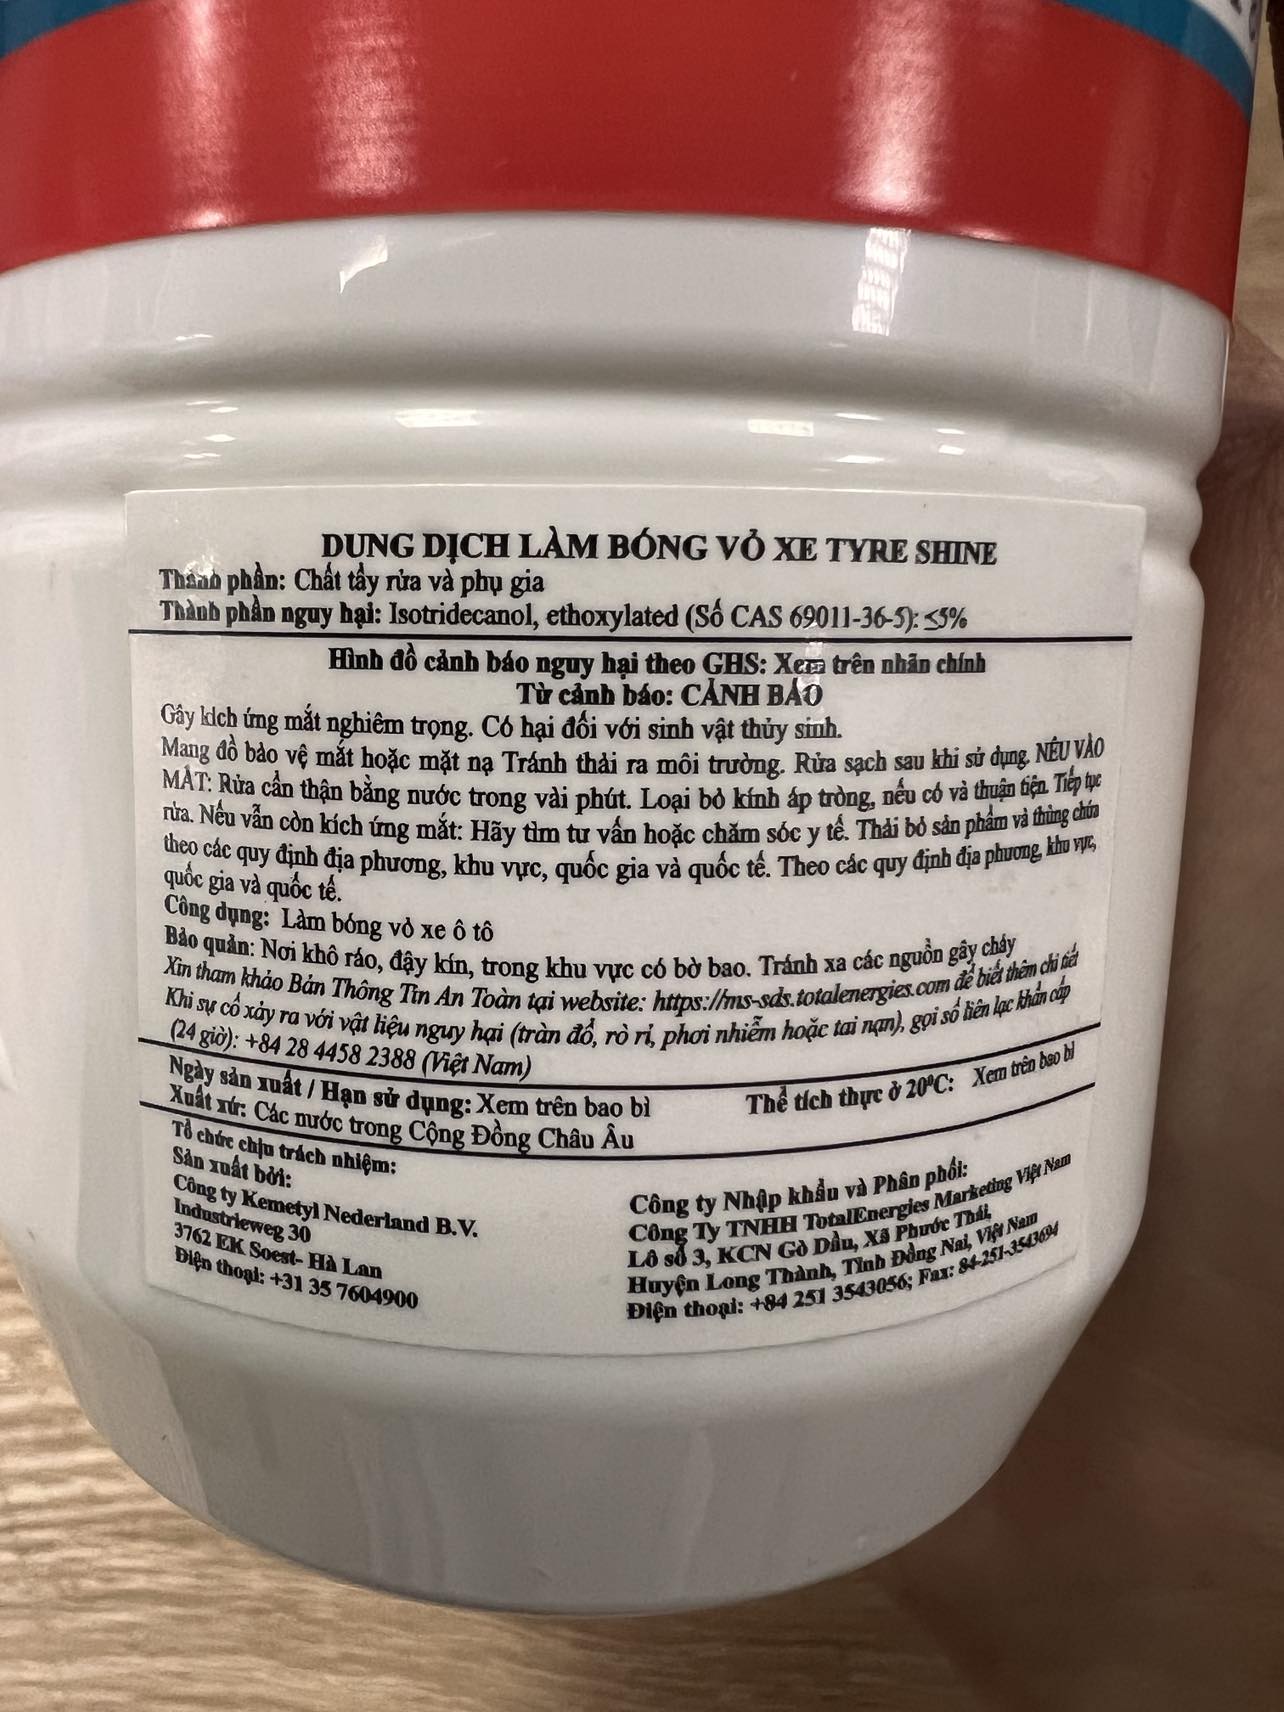 DUNG DỊCH LÀM BÓNG VỎ XE TYRE SHINE
Thành phần: Chất tẩy rửa và phụ gia
Thành phần nguy hại: Isotridecanol, ethoxylated (Số CAS 69011-36-5): ≤5%
Hình đồ cảnh báo nguy hại theo GHS: Xem trên nhãn chính
Từ cảnh báo: CẢNH BÁO
Gây kích ứng mắt nghiêm trọng. Có hại đối với sinh vật thủy sinh.
Mang đồ bảo vệ mắt hoặc mặt nạ Tránh thải ra môi trường. Rửa sạch sau khi sử dụng. NẾU VÀO
MẮT: Rửa cẩn thận bằng nước trong vài phút. Loại bỏ kính áp tròng, nếu có và thuận tiện. Tiếp tục
rửa. Nếu vẫn còn kích ứng mắt: Hãy tìm tư vấn hoặc chăm sóc y tế. Thải bỏ sản phẩm và thùng chứa
theo các quy định địa phương, khu vực, quốc gia và quốc tế. Theo các quy định địa phương, khu vực,
quốc gia và quốc tế.
Công dụng: Làm bóng vỏ xe ô tô
Bảo quản: Nơi khô ráo, đậy kín, trong khu vực có bờ bao. Tránh xa các nguồn gây cháy
Xin tham khảo Bản Thông Tin An Toàn tại website: https://ms-sds.totalenergies.com để biết thêm chi tiết
Khi sự cố xảy ra với vật liệu nguy hại (tràn đổ, rò rỉ, phơi nhiễm hoặc tai nạn), gọi số liên lạc khẩn cấp
(24 giờ): +84 28 4458 2388 (Việt Nam)
Ngày sản xuất / Hạn sử dụng: Xem trên bao bì Thể tích thực ở 20⁰C: Xem trên bao bì
Xuất xứ: Các nước trong Cộng Đồng Châu Âu
Tổ chức chịu trách nhiệm:
Sản xuất bởi:
Công ty Kemetyl Nederland B.V.
Industrieweg 30
3762 EK Soest- Hà Lan
Điện thoại: +31 35 7604900
Công ty Nhập khẩu và Phân phối:
Công Ty TNHH TotalEnergies Marketing Việt Nam
Lô số 3, KCN Gò Dầu, Xã Phước Thái,
Huyện Long Thành, Tỉnh Đồng Nai, Việt Nam
Điện thoại: +84 251 3543056; Fax: 84-251-3543694